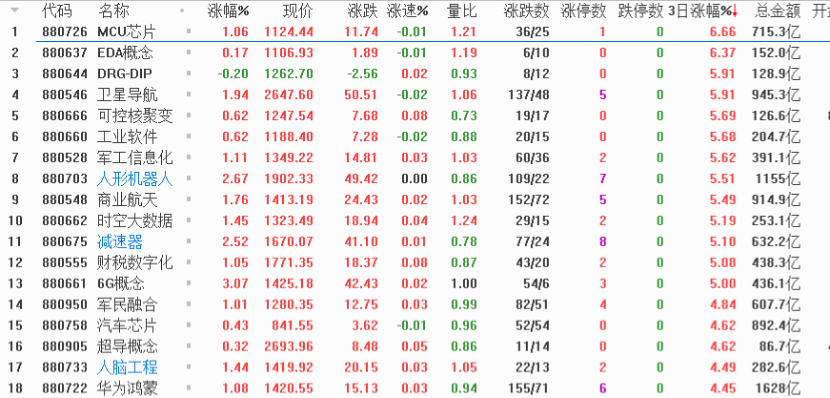 代码 名称 涨幅% 现价 涨跌 涨速% 量比 涨跌数 涨停数 跌停数 3日涨幅%↓ 总金额
1 880726 MCU芯片 1.06 1124.44 11.74 -0.01 1.21 36/25 1 0 6.66 715.3亿
2 880637 EDA概念 0.17 1106.93 1.89 -0.01 1.19 6/10 0 0 6.37 152.0亿
3 880644 DRG-DIP -0.20 1262.70 -2.56 0.02 0.93 8/12 0 0 5.91 128.9亿
4 880546 卫星导航 1.94 2647.60 50.51 -0.02 1.06 137/48 5 0 5.91 945.3亿
5 880666 可控核聚变 0.62 1247.54 7.68 0.08 0.73 19/17 0 0 5.69 126.6亿
6 880660 工业软件 0.62 1188.40 7.28 -0.02 0.88 20/15 0 0 5.68 204.7亿
7 880528 军工信息化 1.11 1349.22 14.81 0.03 1.03 60/36 2 0 5.62 391.1亿
8 880703 人形机器人 2.67 1902.33 49.42 0.00 0.86 109/22 7 0 5.51 1155亿
9 880548 商业航天 1.76 1413.19 24.43 0.02 1.03 152/72 5 0 5.49 914.9亿
10 880662 时空大数据 1.45 1323.49 18.94 0.04 1.24 29/15 2 0 5.19 253.1亿
11 880675 减速器 2.52 1670.07 41.10 0.01 0.78 77/24 8 0 5.10 632.2亿
12 880555 财税数字化 1.05 1771.35 18.37 0.08 0.87 43/20 2 0 5.08 438.3亿
13 880661 6G概念 3.07 1425.18 42.43 0.02 1.00 54/6 3 0 5.00 436.1亿
14 880950 军民融合 1.01 1280.35 12.75 0.03 0.99 82/51 4 0 4.84 607.7亿
15 880758 汽车芯片 0.43 841.55 3.62 -0.01 0.96 52/54 0 0 4.62 892.4亿
16 880905 超导概念 0.32 2693.96 8.48 0.05 0.86 11/14 0 0 4.62 86.7亿
17 880733 人脑工程 1.44 1419.92 20.15 0.03 1.05 22/13 2 0 4.49 282.6亿
18 880722 华为鸿蒙 1.08 1420.55 15.13 0.03 0.94 155/71 6 0 4.45 1628亿